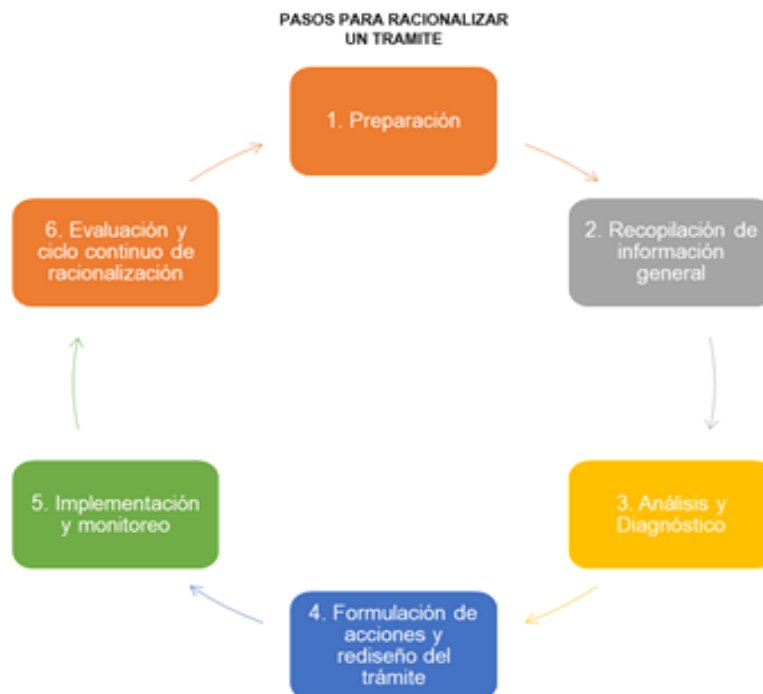 PASOS PARA RACIONALIZAR
UN TRAMITE
1. Preparación
2. Recopilación de
información
general
3. Análisis y
Diagnóstico
4. Formulación de
acciones y
rediseño del
trámite
5. Implementación
y monitoreo
6. Evaluación y
ciclo continuo de
racionalización